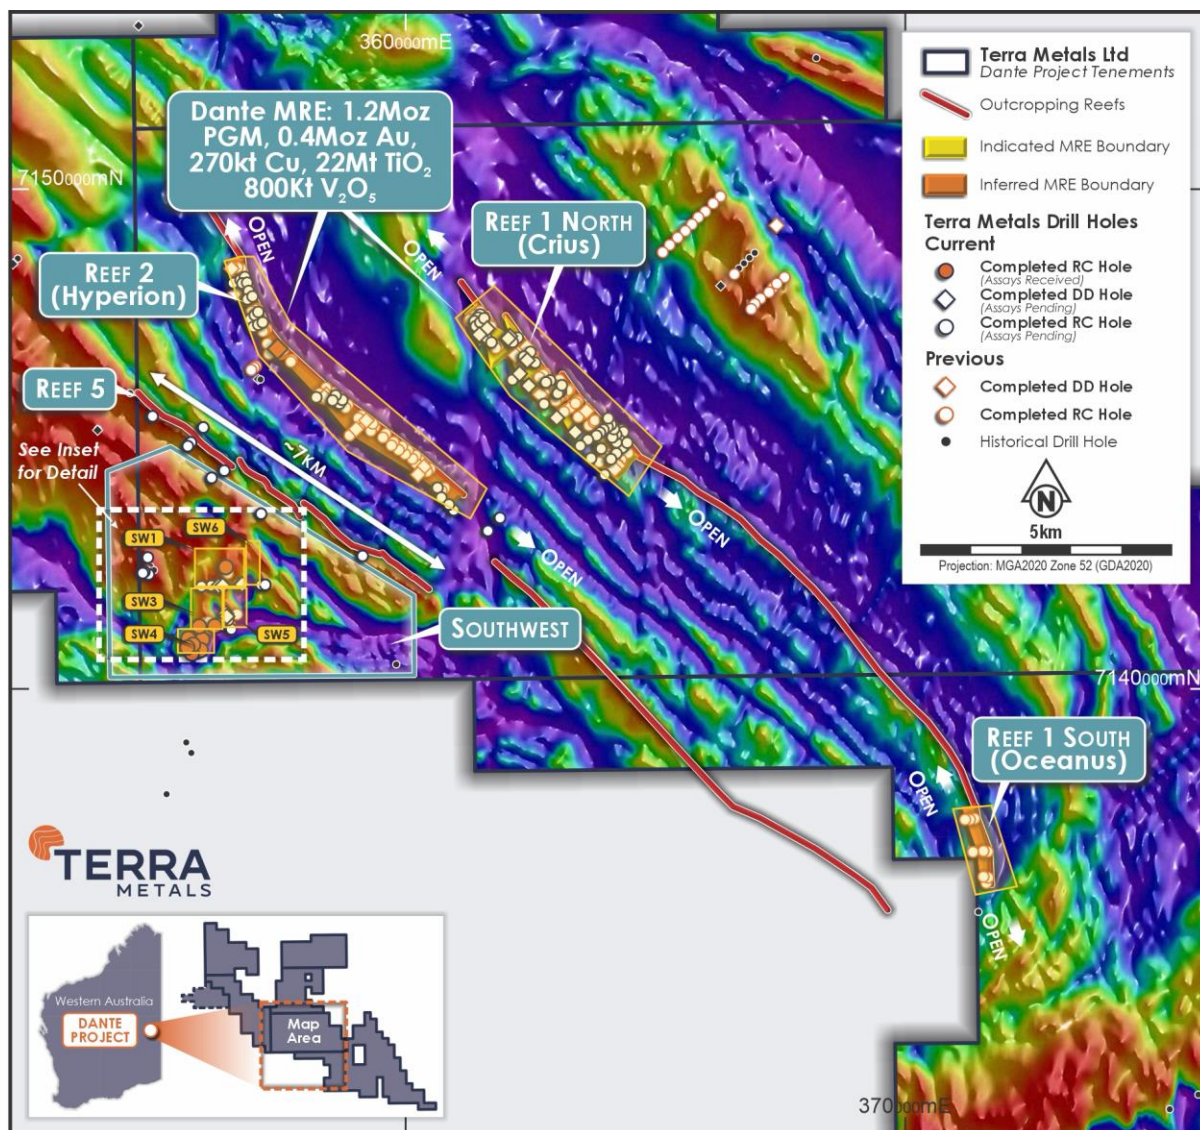 360000mE
7150000mN
Dante MRE: 1.2Moz
PGM, 0.4Moz Au,
270kt Cu, 22Mt TiO₂
800Kt V₂O₅
OPEN
OPEN
REEF 1 NORTH
(Crius)
REEF 2
(Hyperion)
REEF 5
See Inset
for Detail
~7KM
OPEN
OPEN
SW6
SW1
SW3
SW4
SW5
SOUTHWEST
7140000mN
REEF 1 SOUTH
(Oceanus)
OPEN
OPEN
370000mE
Terra Metals Ltd
Dante Project Tenements
Outcropping Reefs
Indicated MRE Boundary
Inferred MRE Boundary
Terra Metals Drill Holes
Current
Completed RC Hole
(Assays Received)
Completed DD Hole
(Assays Pending)
Completed RC Hole
(Assays Pending)
Previous
Completed DD Hole
Completed RC Hole
Historical Drill Hole
N
5km
Projection: MGA2020 Zone 52 (GDA2020)
TERRA
METALS
Western Australia
DANTE
PROJECT
Map
Area